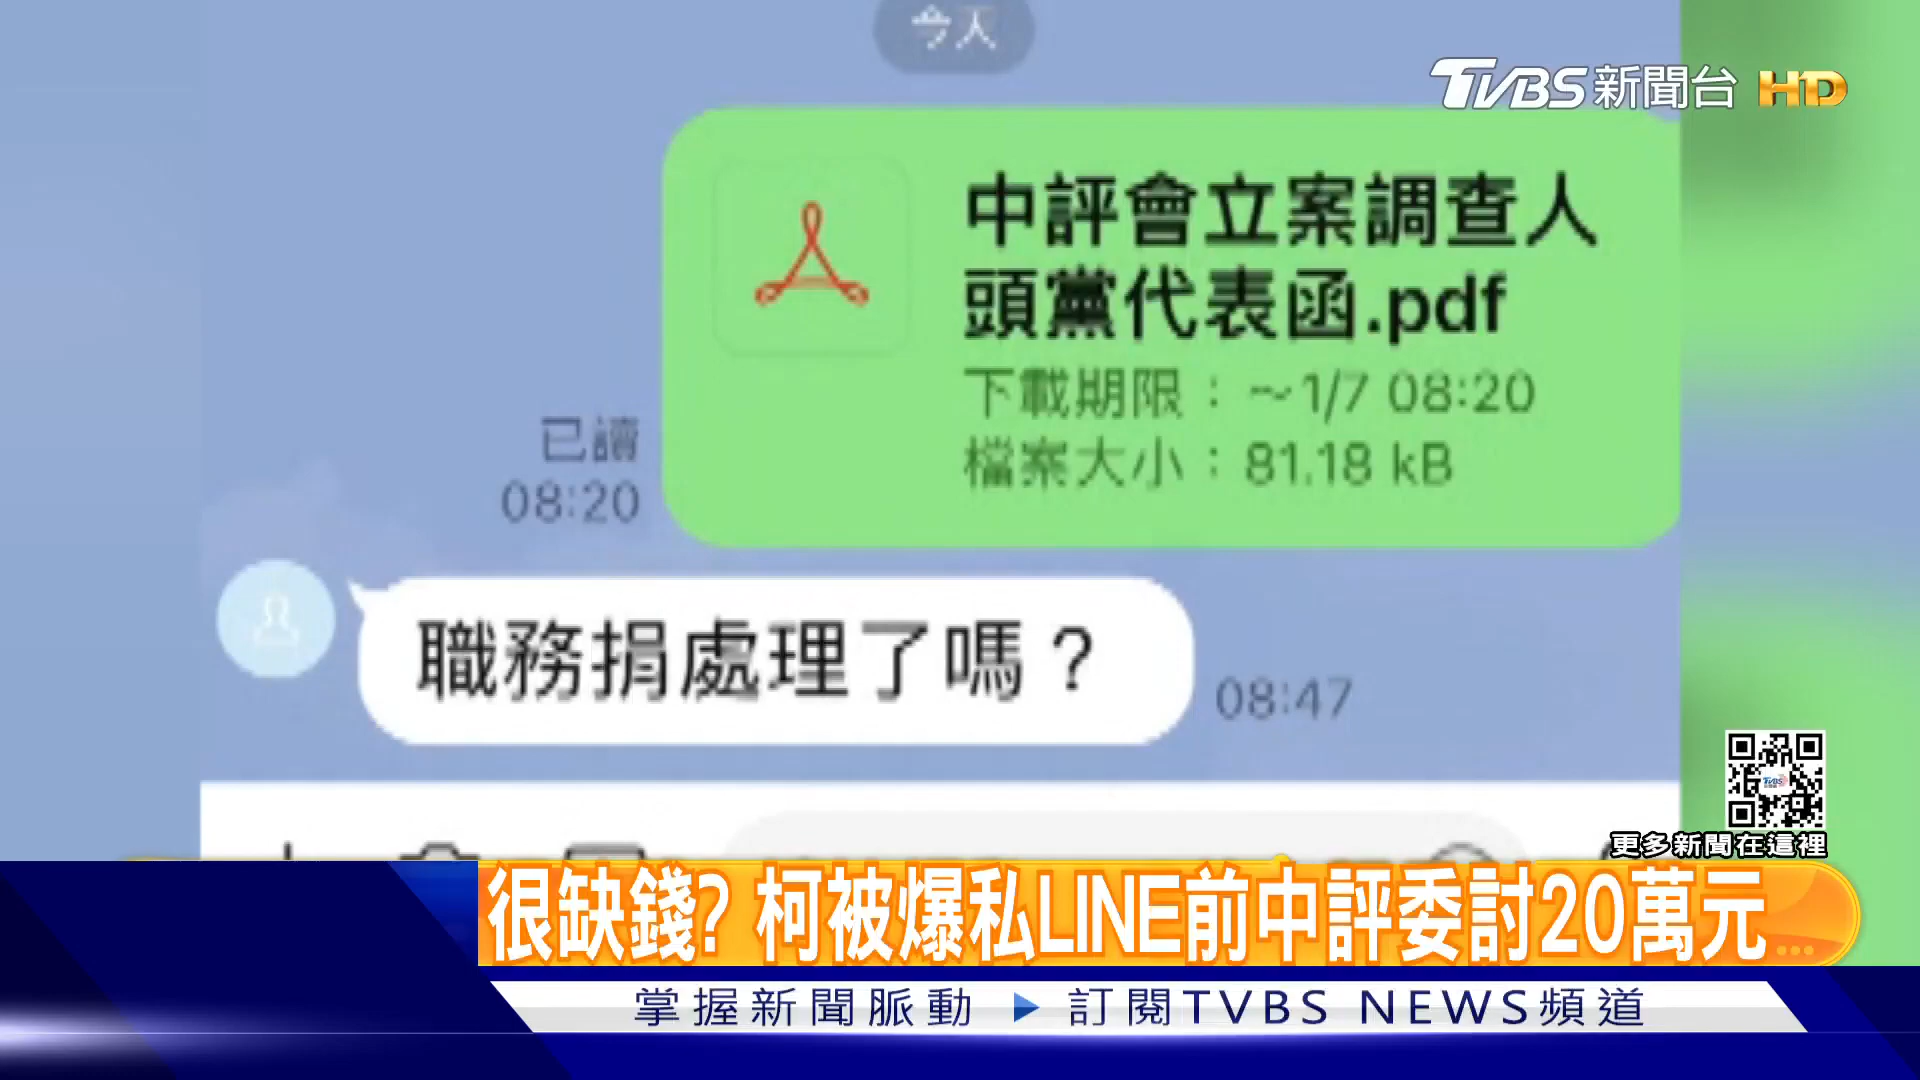 今天
TVBS新聞台 HD
中評會立案調查人
頭黨代表函.pdf
下載期限：～1/7 08:20
檔案大小：81.18 kB
已讀
08:20
職務捐處理了嗎？
08:47
TVBS
更多新聞在這裡
很缺錢? 柯被爆私LINE前中評委討20萬元...
掌握新聞脈動 ▶ 訂閱TVBS NEWS頻道